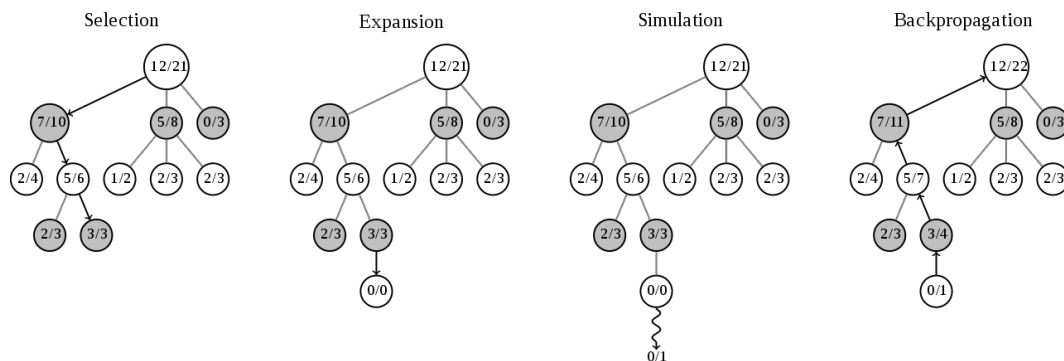 Selection Expansion Simulation Backpropagation
12/21 12/21 12/21 12/22
7/10 5/8 0/3 7/10 5/8 0/3 7/10 5/8 0/3 7/11 5/8 0/3
2/4 5/6 1/2 2/3 2/3 2/4 5/6 1/2 2/3 2/3 2/4 5/6 1/2 2/3 2/3 2/4 5/7 1/2 2/3 2/3
2/3 3/3 2/3 3/3 2/3 3/3 2/3 3/4
0/0 0/0 0/1
0/1